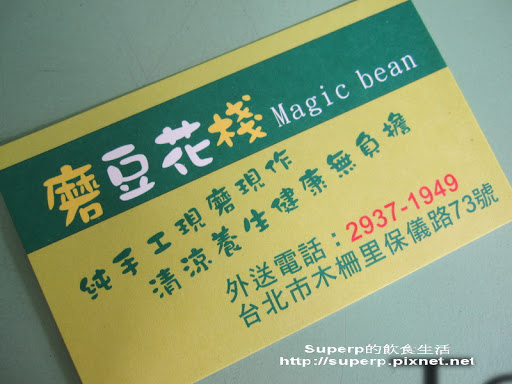 磨豆花棧 Magic bean
純手工現磨現作
清涼養生健康無負擔
外送電話：2937-1949
台北市木柵里保儀路73號
Superp的飲食生活
http://superp.pixnet.net